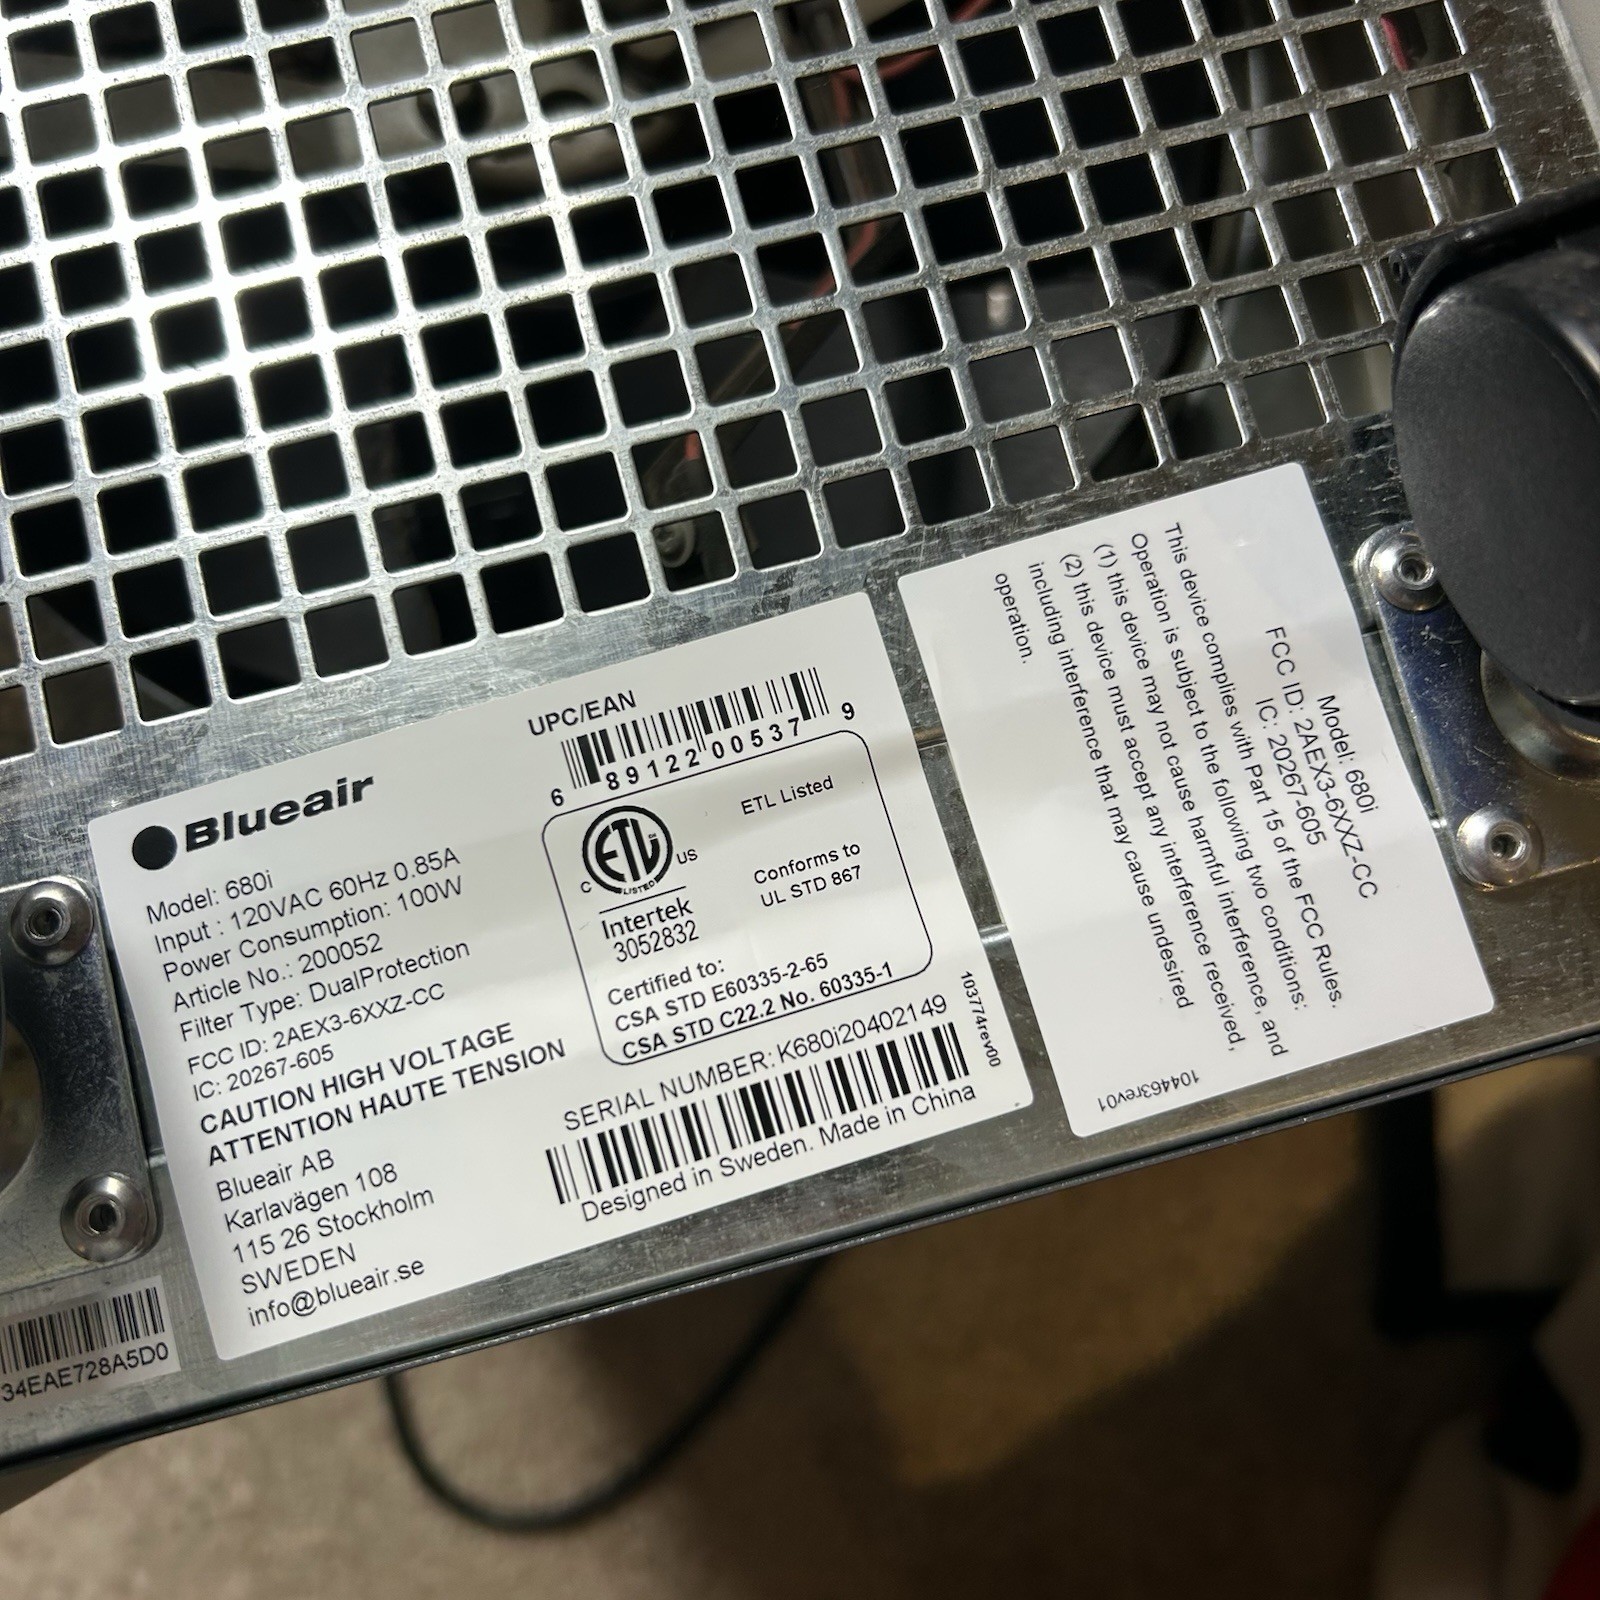 Blueair
Model: 680i
Input : 120VAC 60Hz 0.85A
Power Consumption: 100W
Article No.: 200052
Filter Type: DualProtection
FCC ID: 2AEX3-6XXZ-CC
IC: 20267-605
CAUTION HIGH VOLTAGE
ATTENTION HAUTE TENSION
Blueair AB
Karlavägen 108
115 26 Stockholm
SWEDEN
info@blueair.se
UPC/EAN
6 89122 00537 9
ETL Listed
C ETL LISTED US
Conforms to
UL STD 867
Intertek
3052832
Certified to:
CSA STD E60335-2-65
CSA STD C22.2 No. 60335-1
SERIAL NUMBER: K680i20402149
Designed in Sweden. Made in China
103774rev00
Model: 680i
FCC ID: 2AEX3-6XXZ-CC
IC: 20267-605
This device complies with Part 15 of the FCC Rules.
Operation is subject to the following two conditions:
(1) this device may not cause harmful interference, and
(2) this device must accept any interference received,
including interference that may cause undesired
operation.
104463rev01
34EAE728A5D0